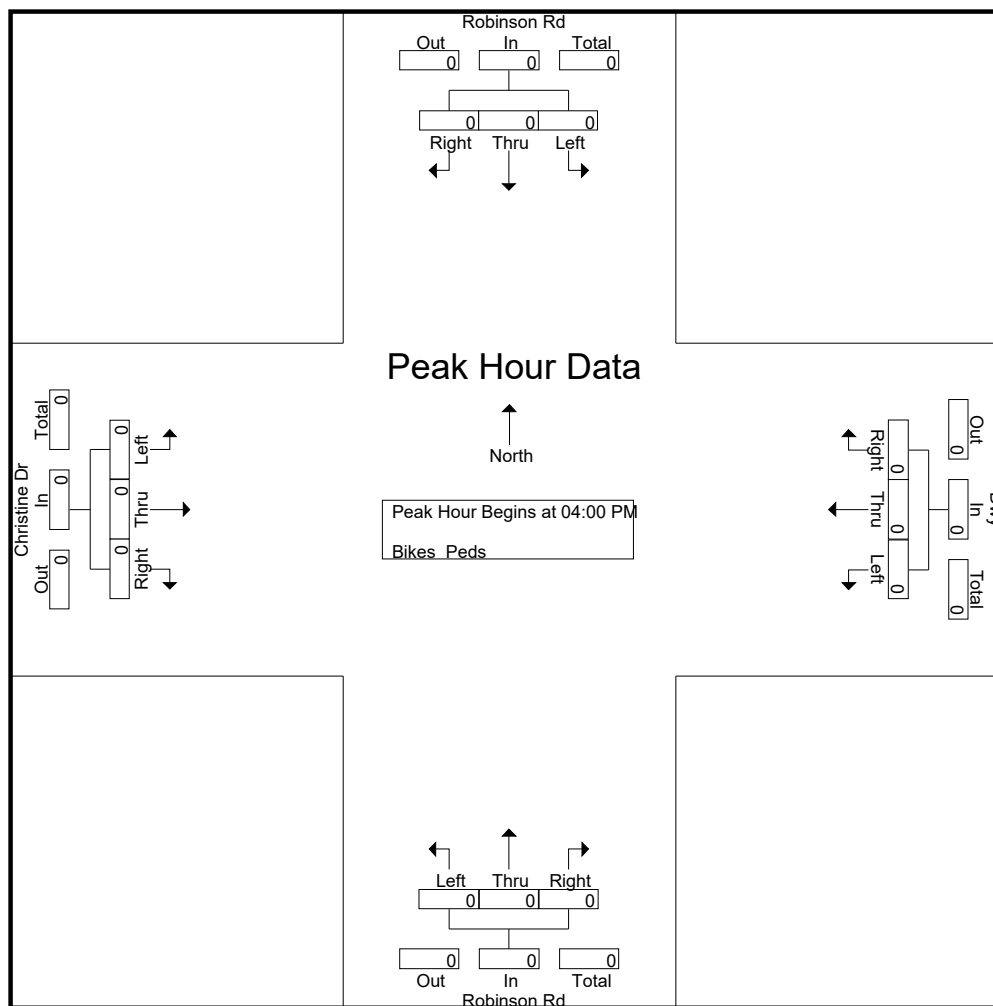 Robinson Rd
Out In Total
0 0 0
0 0 0
Right Thru Left
Peak Hour Data
North
Peak Hour Begins at 04:00 PM
Bikes Peds
Christine Dr
Out In Total
0 0 0
0 0 0
Right Thru Left
Out In Total
0 0 0
0 0 0
Right Thru Left
Left Thru Right
0 0 0
0 0 0
Out In Total
Robinson Rd